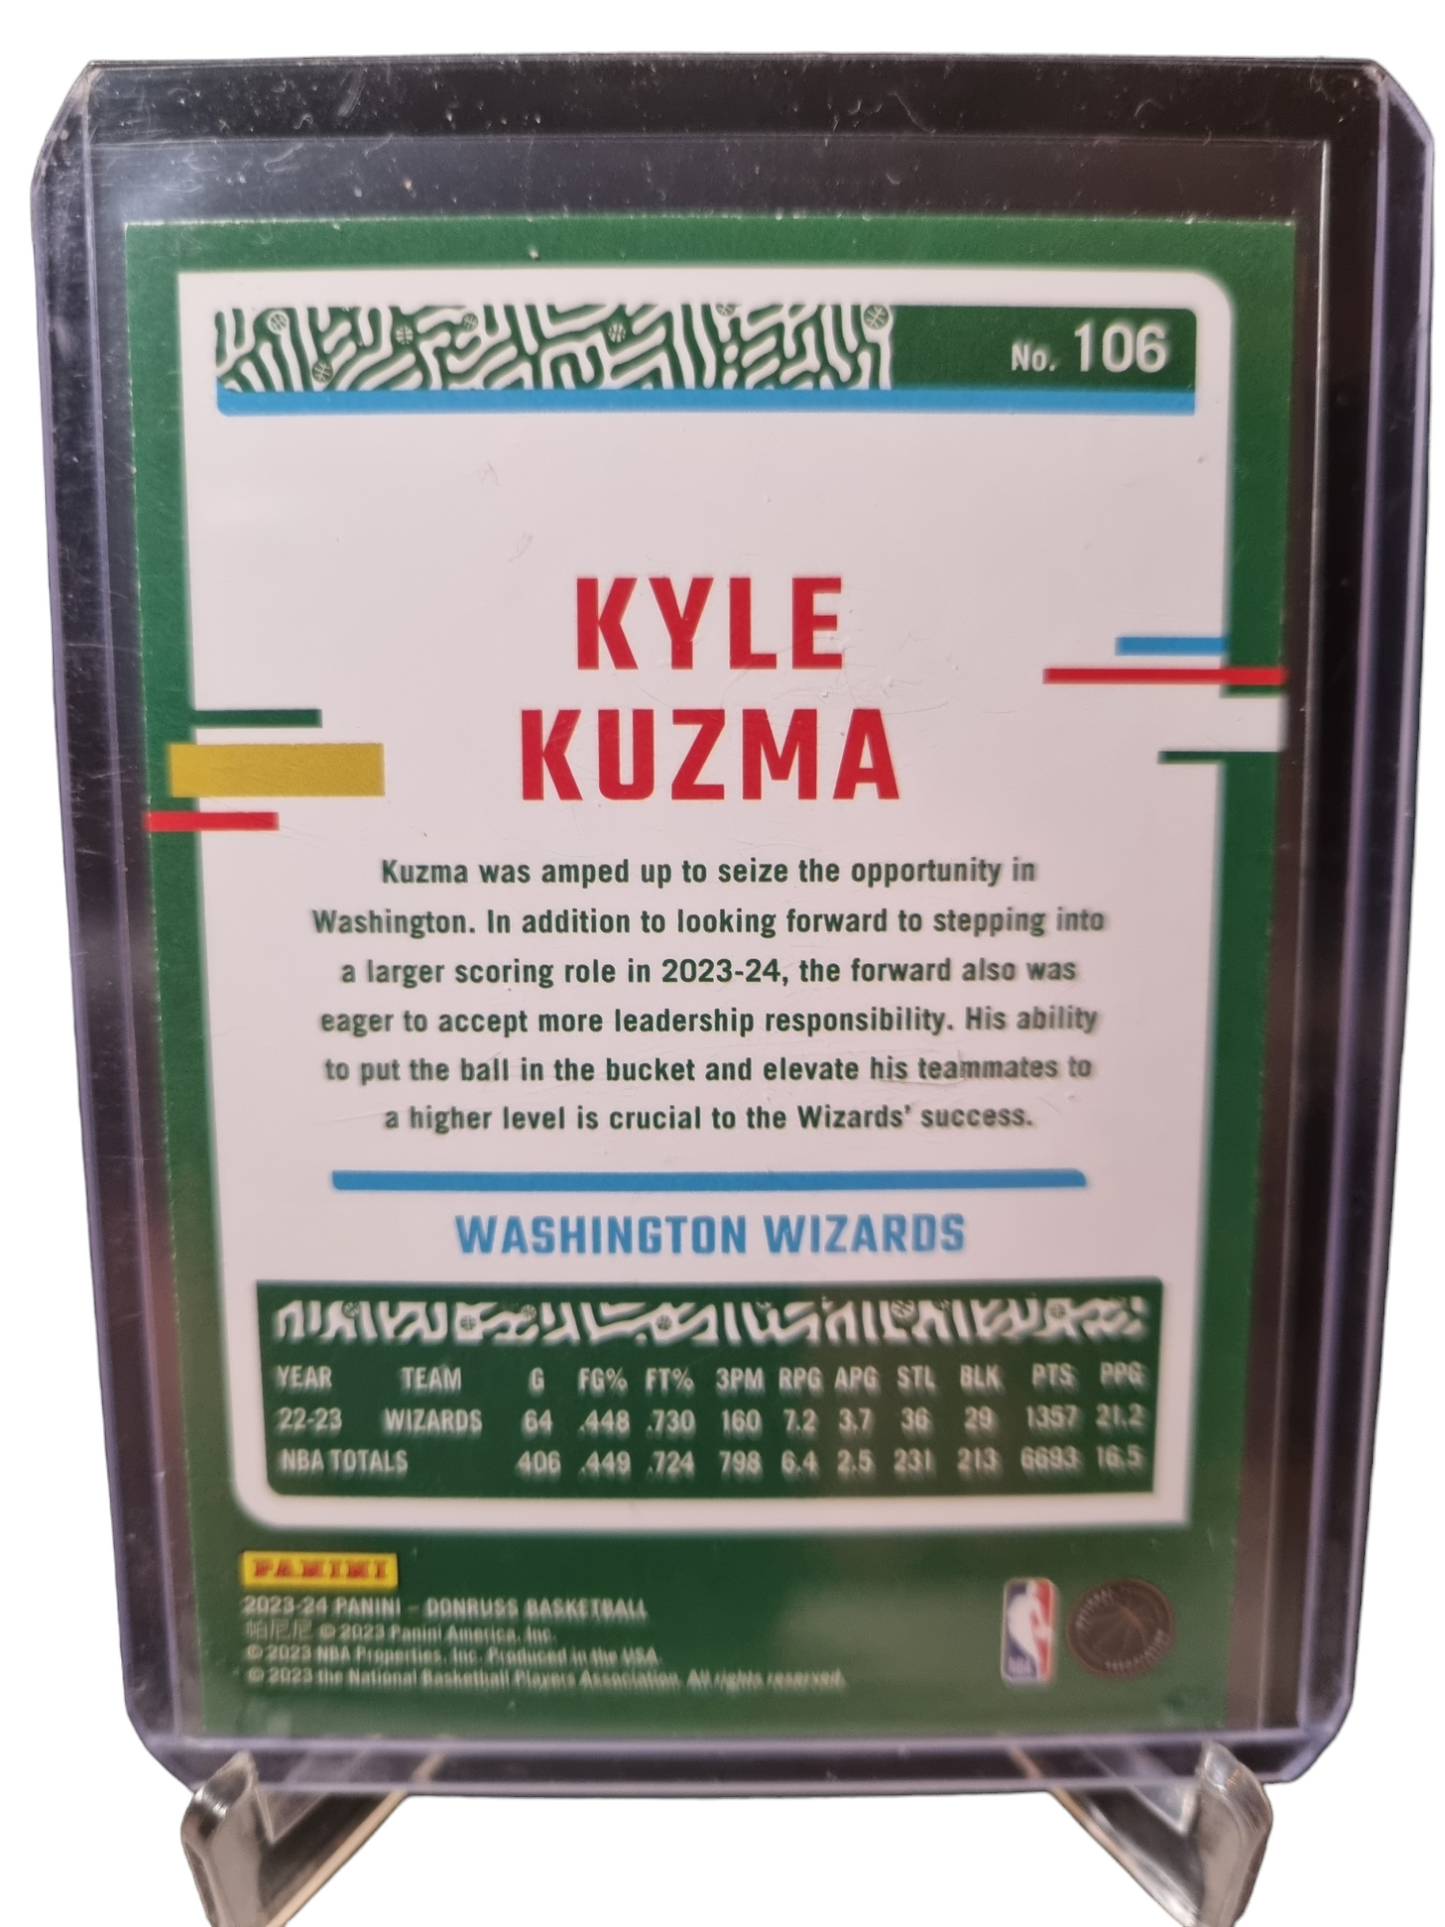 No. 106
KYLE
KUZMA
Kuzma was amped up to seize the opportunity in
Washington. In addition to looking forward to stepping into
a larger scoring role in 2023-24, the forward also was
eager to accept more leadership responsibility. His ability
to put the ball in the bucket and elevate his teammates to
a higher level is crucial to the Wizards' success.
WASHINGTON WIZARDS
YEAR TEAM G FG% FT% 3PM RPG APG STL BLK PTS PPG
22-23 WIZARDS 64 .448 .730 160 7.2 3.7 36 29 1357 21.2
NBA TOTALS 406 .449 .724 798 6.4 2.5 231 213 6693 16.5
PANINI
2023-24 PANINI – DONRUSS BASKETBALL
帕尼尼 © 2023 Panini America, Inc.
© 2023 NBA Properties, Inc. Produced in the USA.
© 2023 the National Basketball Players Association. All rights reserved.